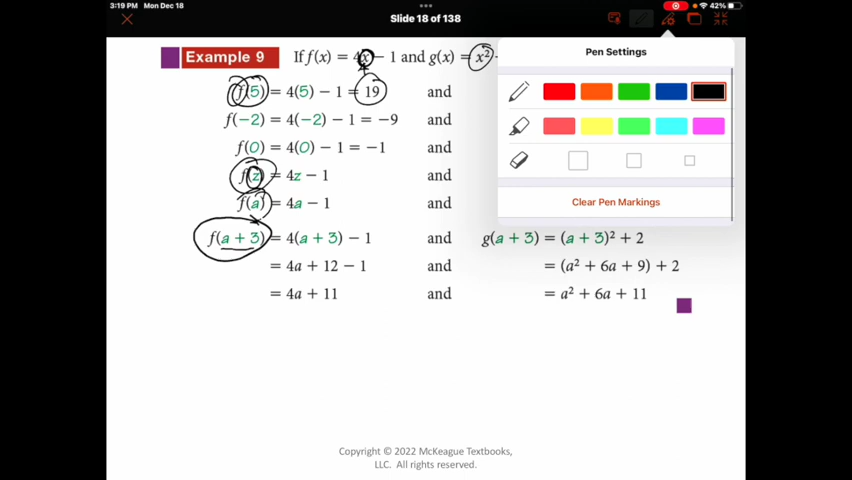 3:19 PM Mon Dec 18
42%
Slide 18 of 138
Example 9 If f(x) = 4x − 1 and g(x) = x²
Pen Settings
f(5) = 4(5) − 1 = 19 and
f(−2) = 4(−2) − 1 = −9 and
f(0) = 4(0) − 1 = −1 and
f(z) = 4z − 1 and
f(a) = 4a − 1 and
Clear Pen Markings
f(a + 3) = 4(a + 3) − 1 and g(a + 3) = (a + 3)² + 2
= 4a + 12 − 1 and = (a² + 6a + 9) + 2
= 4a + 11 and = a² + 6a + 11
Copyright © 2022 McKeague Textbooks,
LLC. All rights reserved.